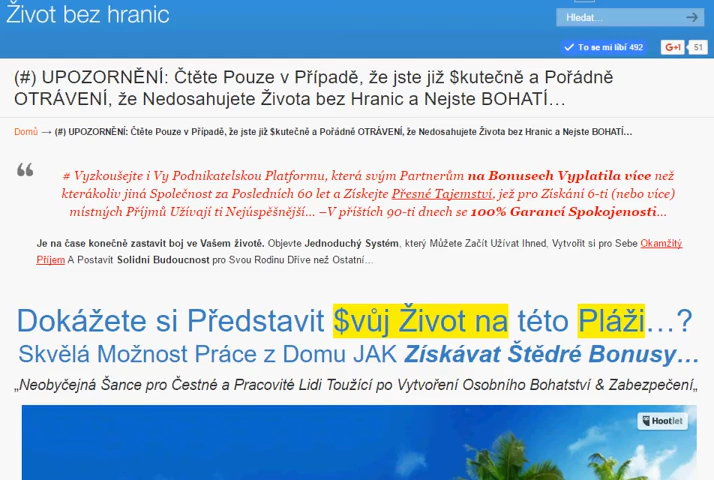 Život bez hranic
Hledat...
To se mi líbí 492
G+1 51
(#) UPOZORNĚNÍ: Čtěte Pouze v Případě, že jste již $kutečně a Pořádně
OTRÁVENÍ, že Nedosahujete Života bez Hranic a Nejste BOHATÍ…
Domů → (#) UPOZORNĚNÍ: Čtěte Pouze v Případě, že jste již $kutečně a Pořádně OTRÁVENÍ, že Nedosahujete Života bez Hranic a Nejste BOHATÍ…
# Vyzkoušejte i Vy Podnikatelskou Platformu, která svým Partnerům na Bonusech Vyplatila více než
kterákoliv jiná Společnost za Posledních 60 let a Získejte Přesné Tajemství, jež pro Získání 6-ti (nebo více)
místných Příjmů Užívají ti Nejúspěšnější… –V příštích 90-ti dnech se 100% Garancí Spokojenosti…
Je na čase konečně zastavit boj ve Vašem životě. Objevte Jednoduchý Systém, který Můžete Začít Užívat Ihned, Vytvořit si pro Sebe Okamžitý
Příjem A Postavit Solidní Budoucnost pro Svou Rodinu Dříve než Ostatní…
Dokážete si Představit $vůj Život na této Pláži…?
Skvělá Možnost Práce z Domu JAK Získávat Štědré Bonusy…
„Neobyčejná Šance pro Čestné a Pracovité Lidi Toužící po Vytvoření Osobního Bohatství & Zabezpečení„
Hootlet